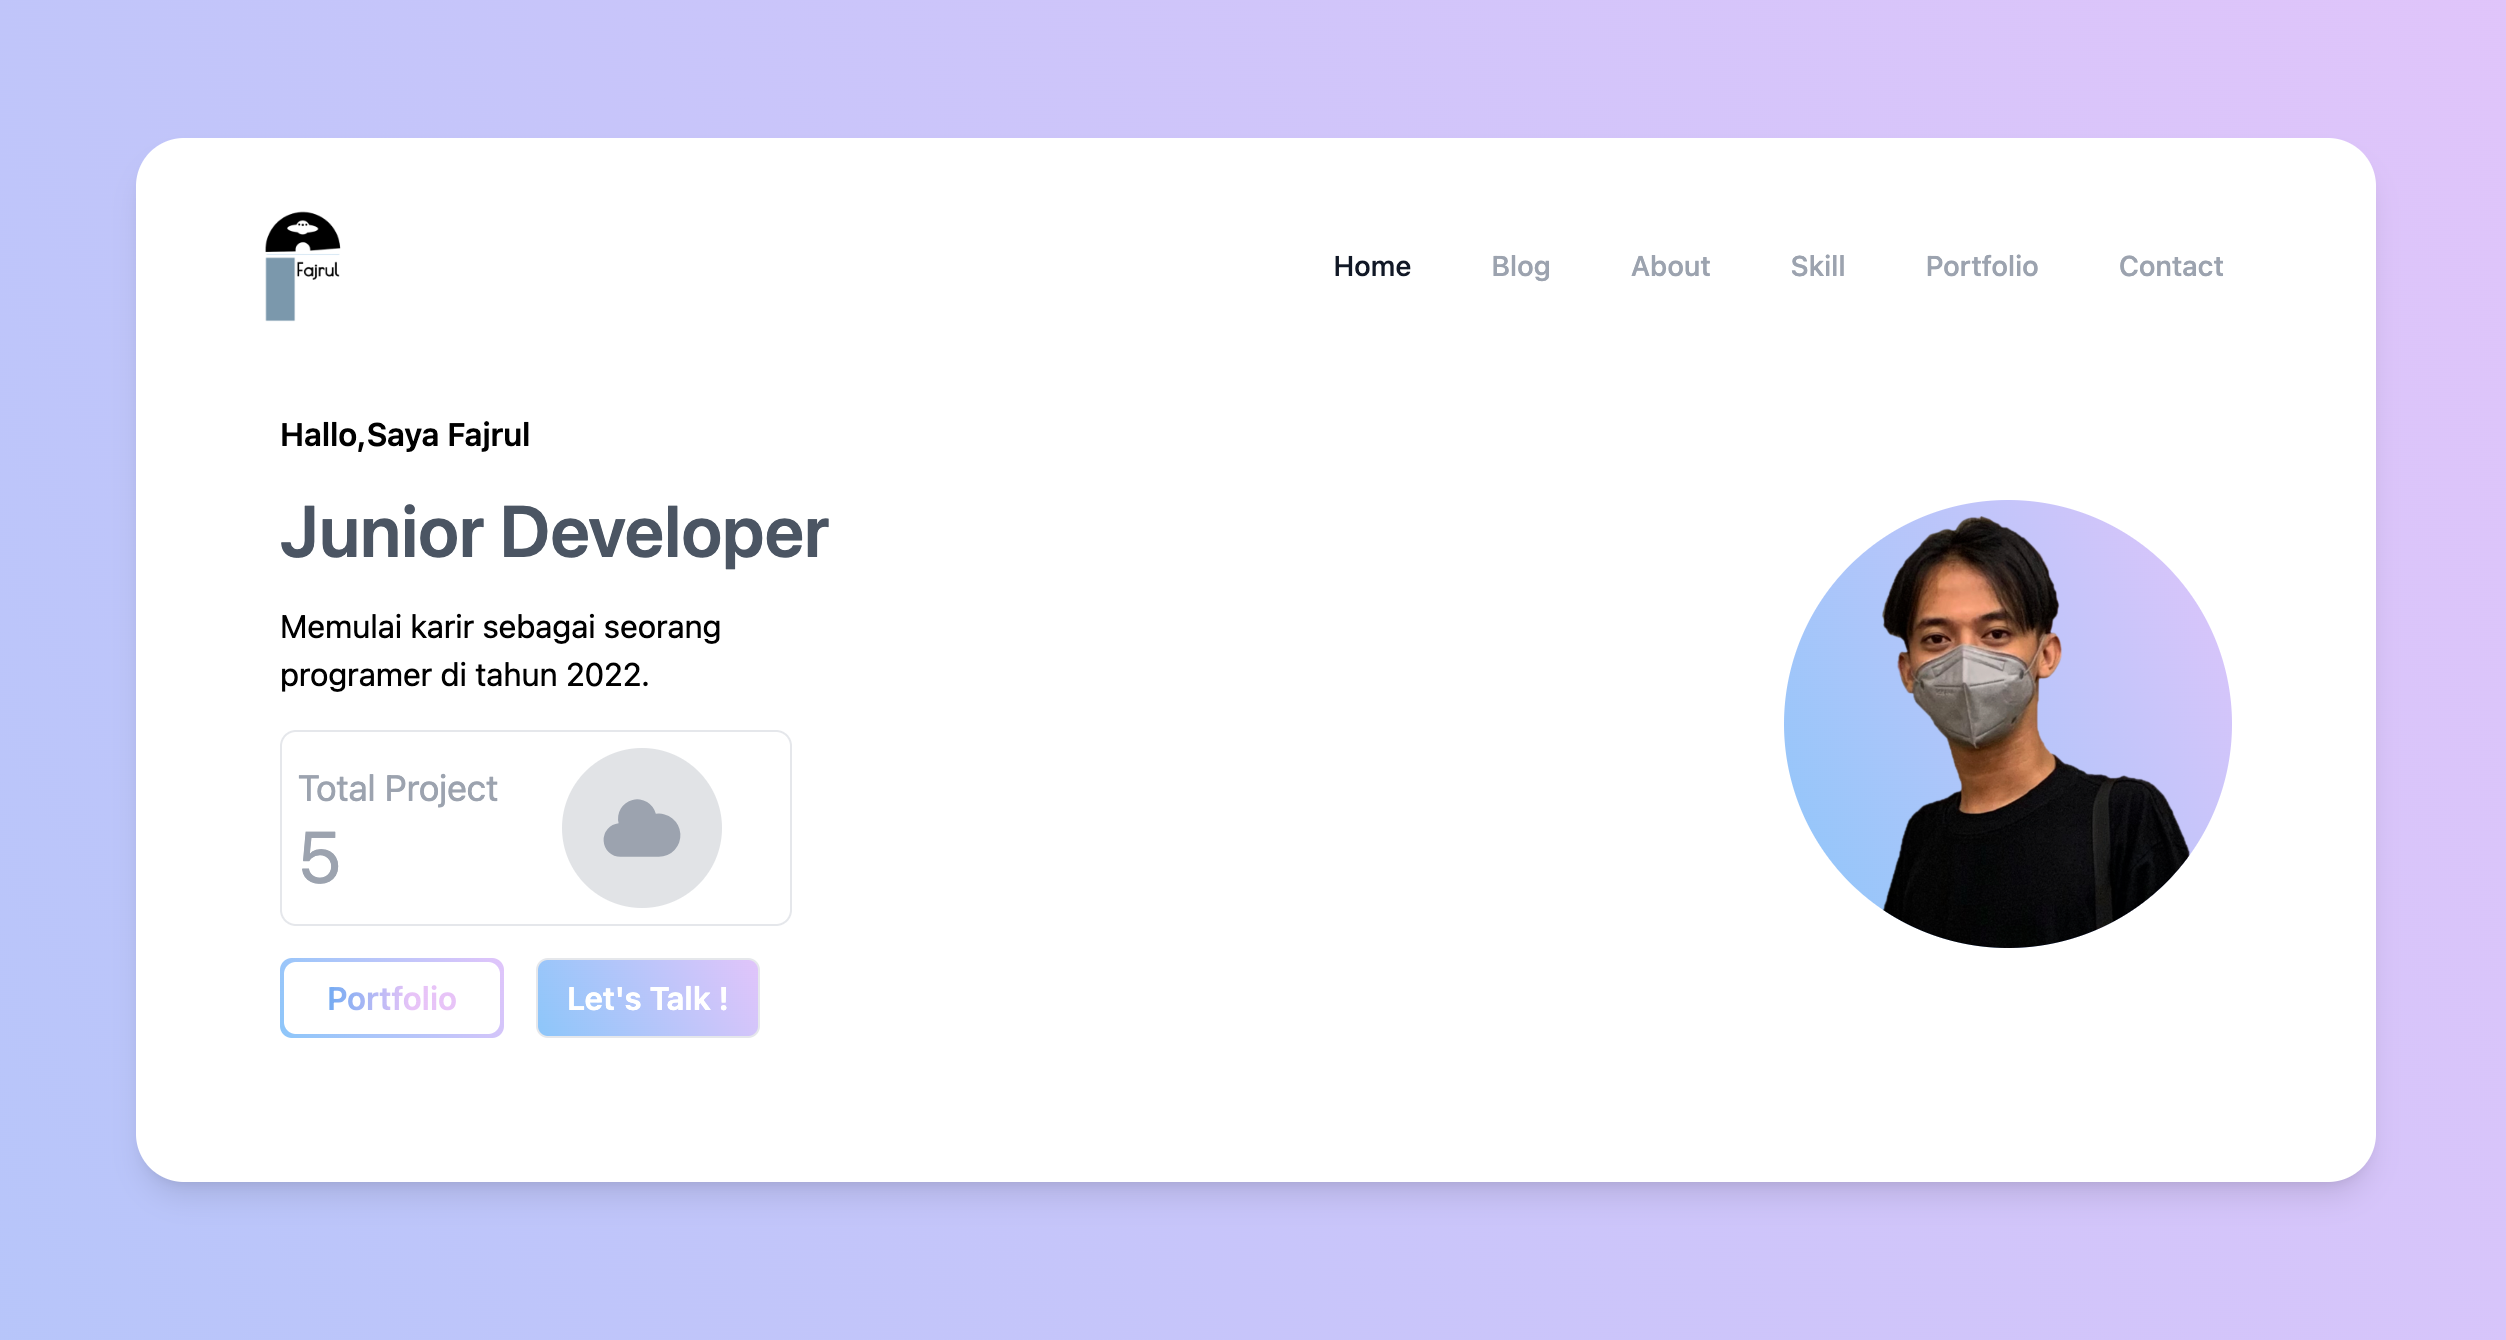 Fajrul
Home
Blog
About
Skill
Portfolio
Contact
Hallo,Saya Fajrul
Junior Developer
Memulai karir sebagai seorang
programer di tahun 2022.
Total Project
5
Portfolio
Let's Talk !